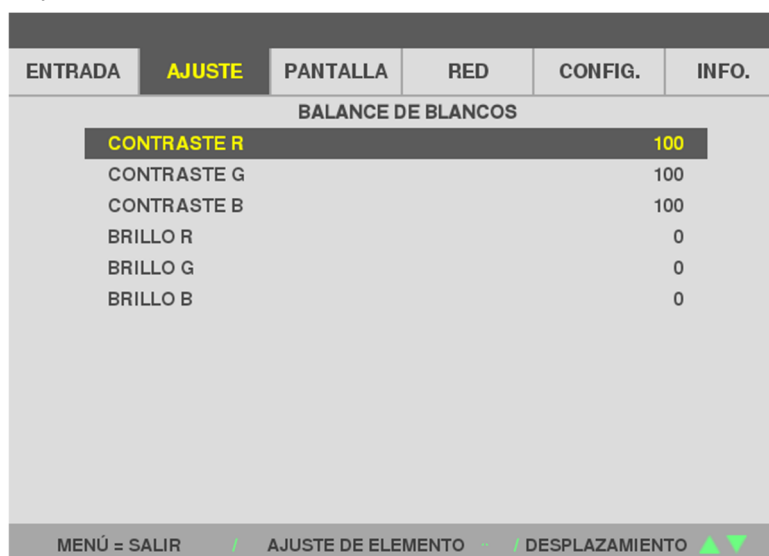 ENTRADA AJUSTE PANTALLA RED CONFIG. INFO.
BALANCE DE BLANCOS
CONTRASTE R 100
CONTRASTE G 100
CONTRASTE B 100
BRILLO R 0
BRILLO G 0
BRILLO B 0
MENÚ = SALIR / AJUSTE DE ELEMENTO -- / DESPLAZAMIENTO ▲▼